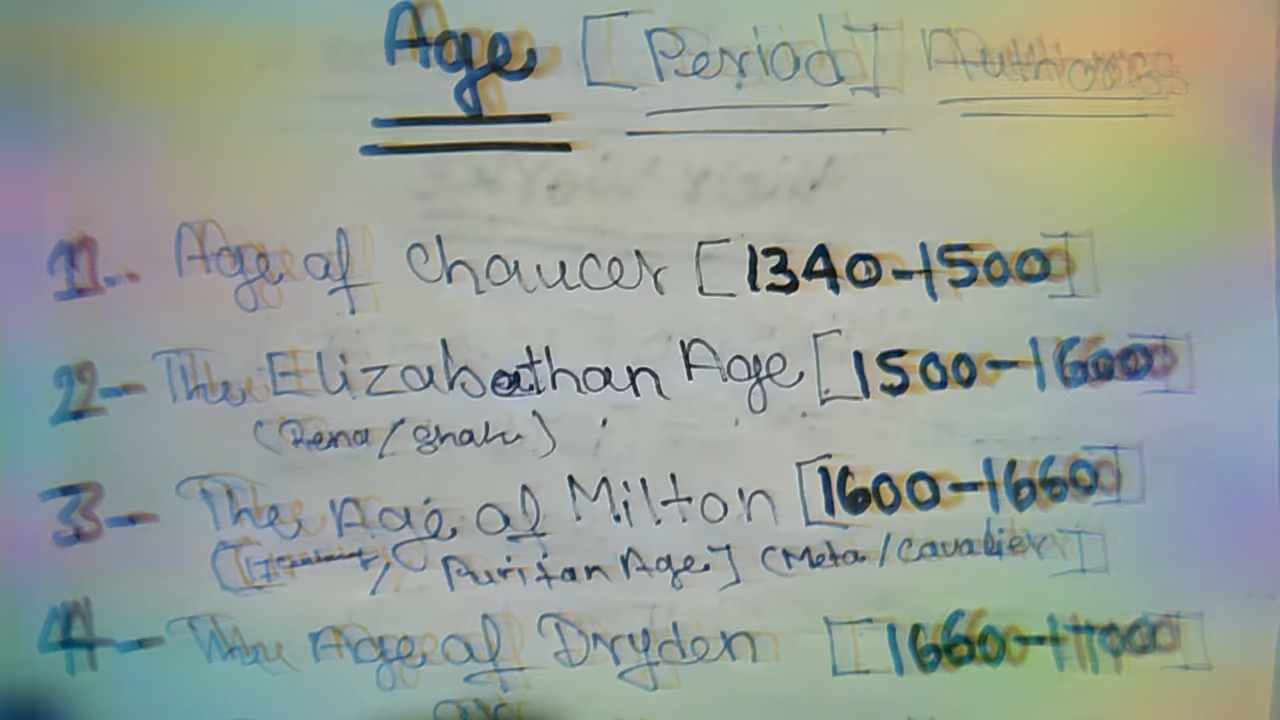 Age [Period] Authors
1- Age of Chaucer [1340-1500]
2- The Elizabethan Age [1500-1600]
(Rena/Shak)
3- The Age of Milton [1600-1660]
Puritan Age] (Meta/Cavalier)]
4- The Age of Dryden [1660-1700]